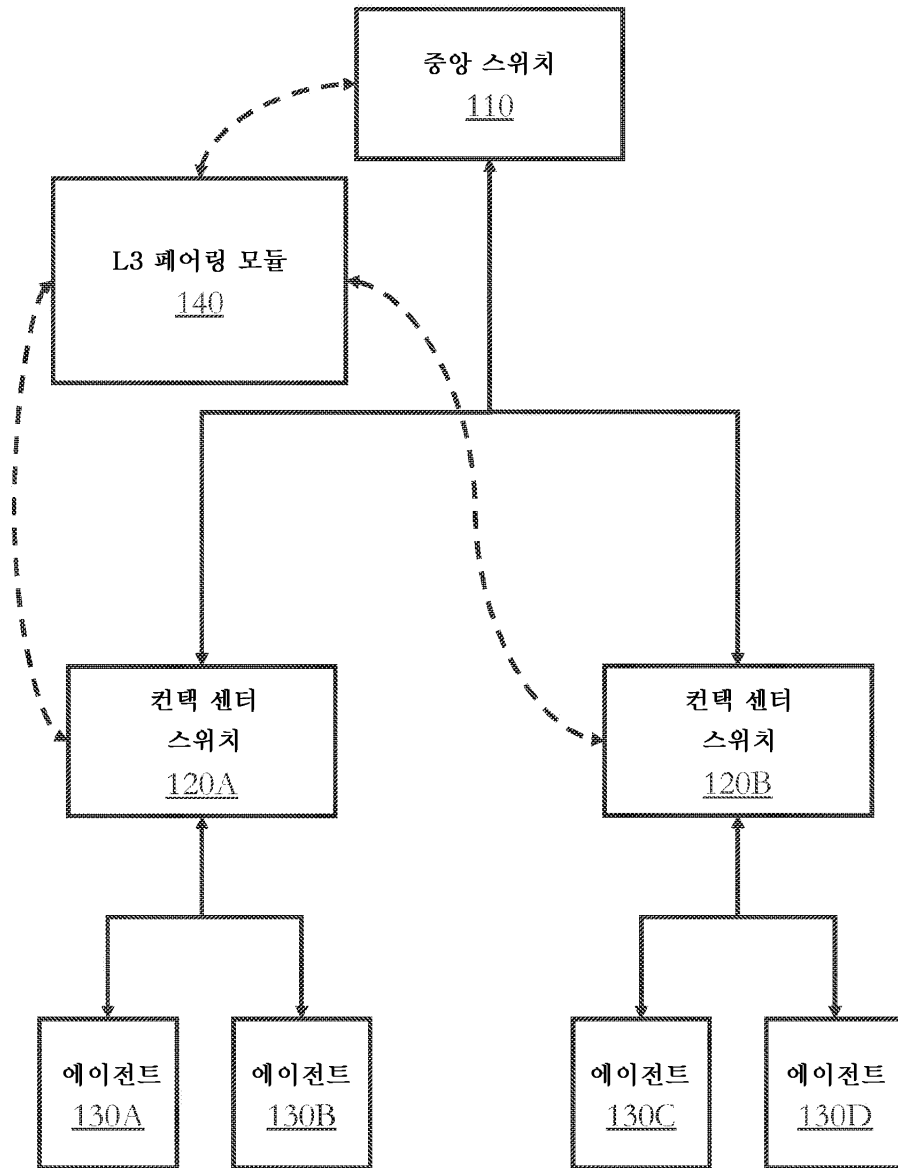 중앙 스위치
110
L3 페어링 모듈
140
컨택 센터
스위치
120A
컨택 센터
스위치
120B
에이전트
130A
에이전트
130B
에이전트
130C
에이전트
130D